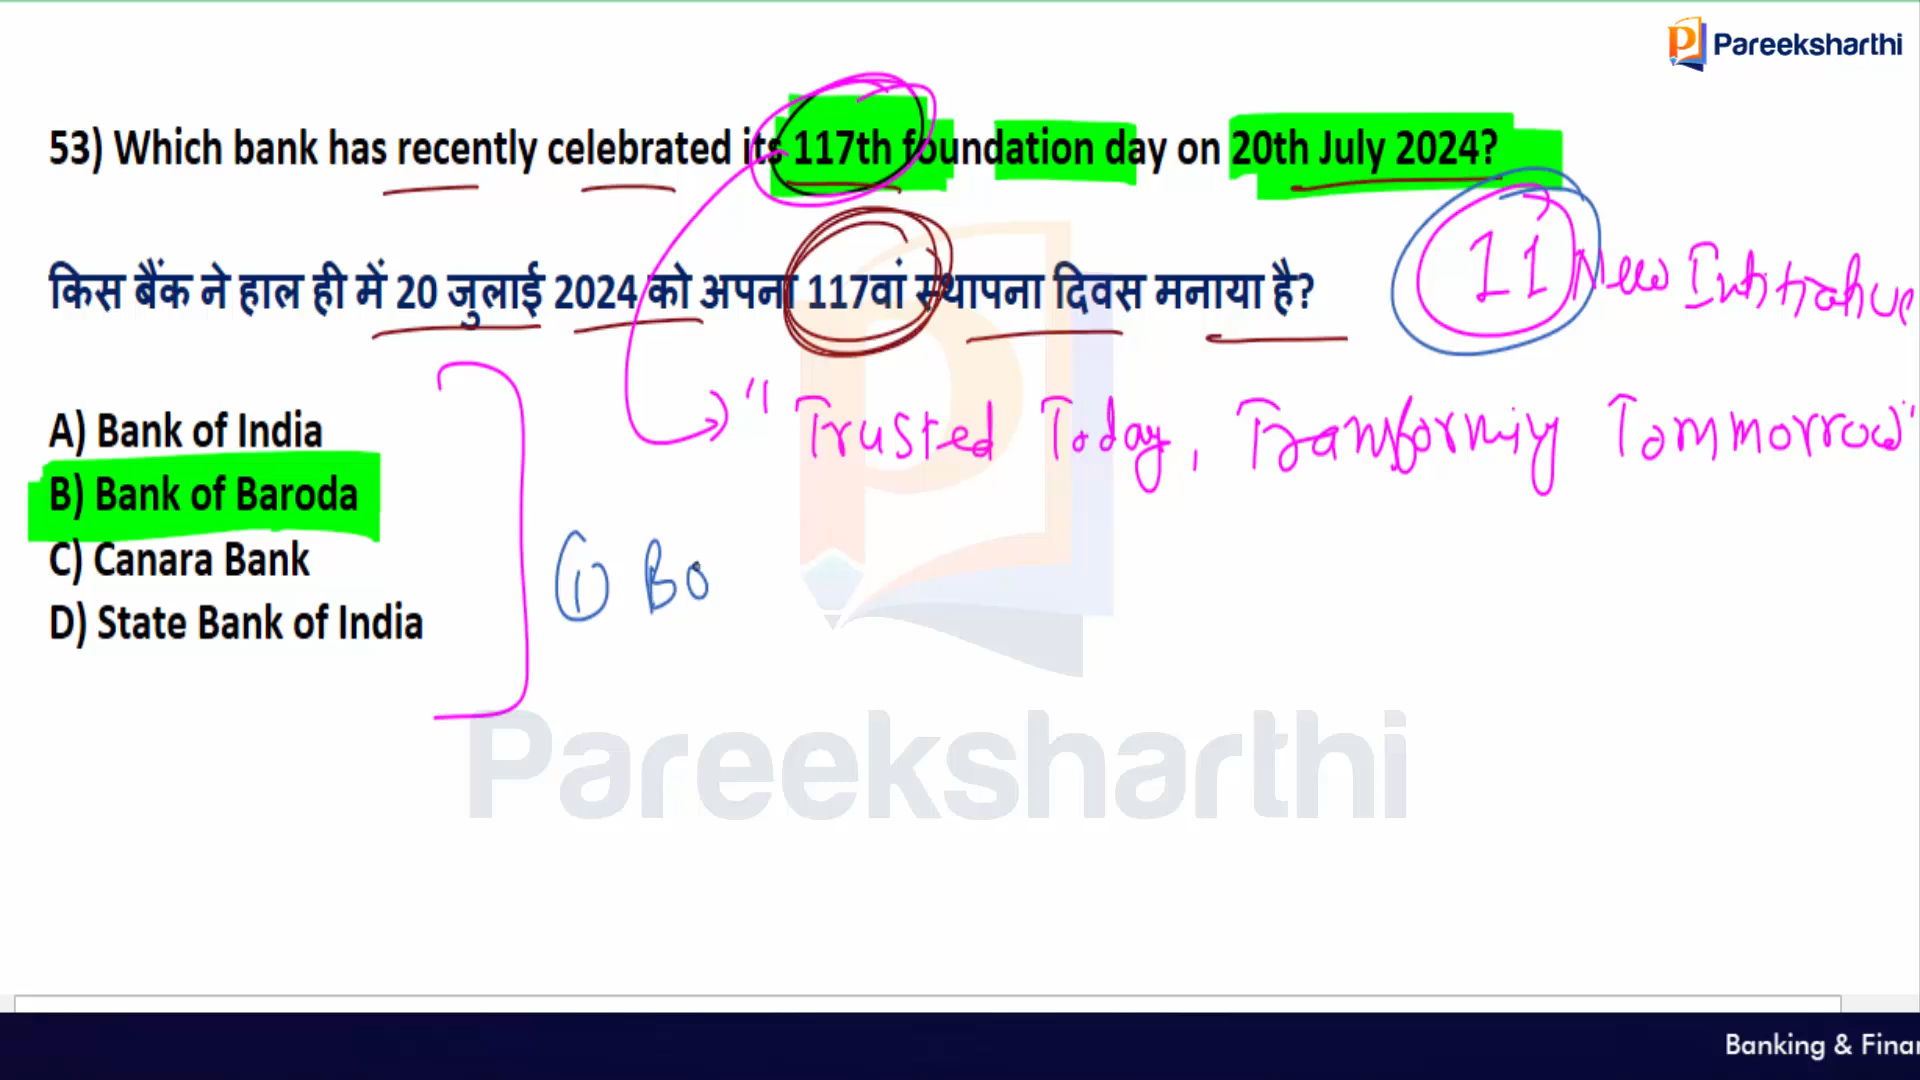 Pareeksharthi
53) Which bank has recently celebrated its 117th foundation day on 20th July 2024?
किस बैंक ने हाल ही में 20 जुलाई 2024 को अपना 117वां स्थापना दिवस मनाया है?
11 New
"Trusted Today, Transforming Tommorrow"
A) Bank of India
B) Bank of Baroda
C) Canara Bank
D) State Bank of India
① Bo
Pareeksharthi
Banking & Finan